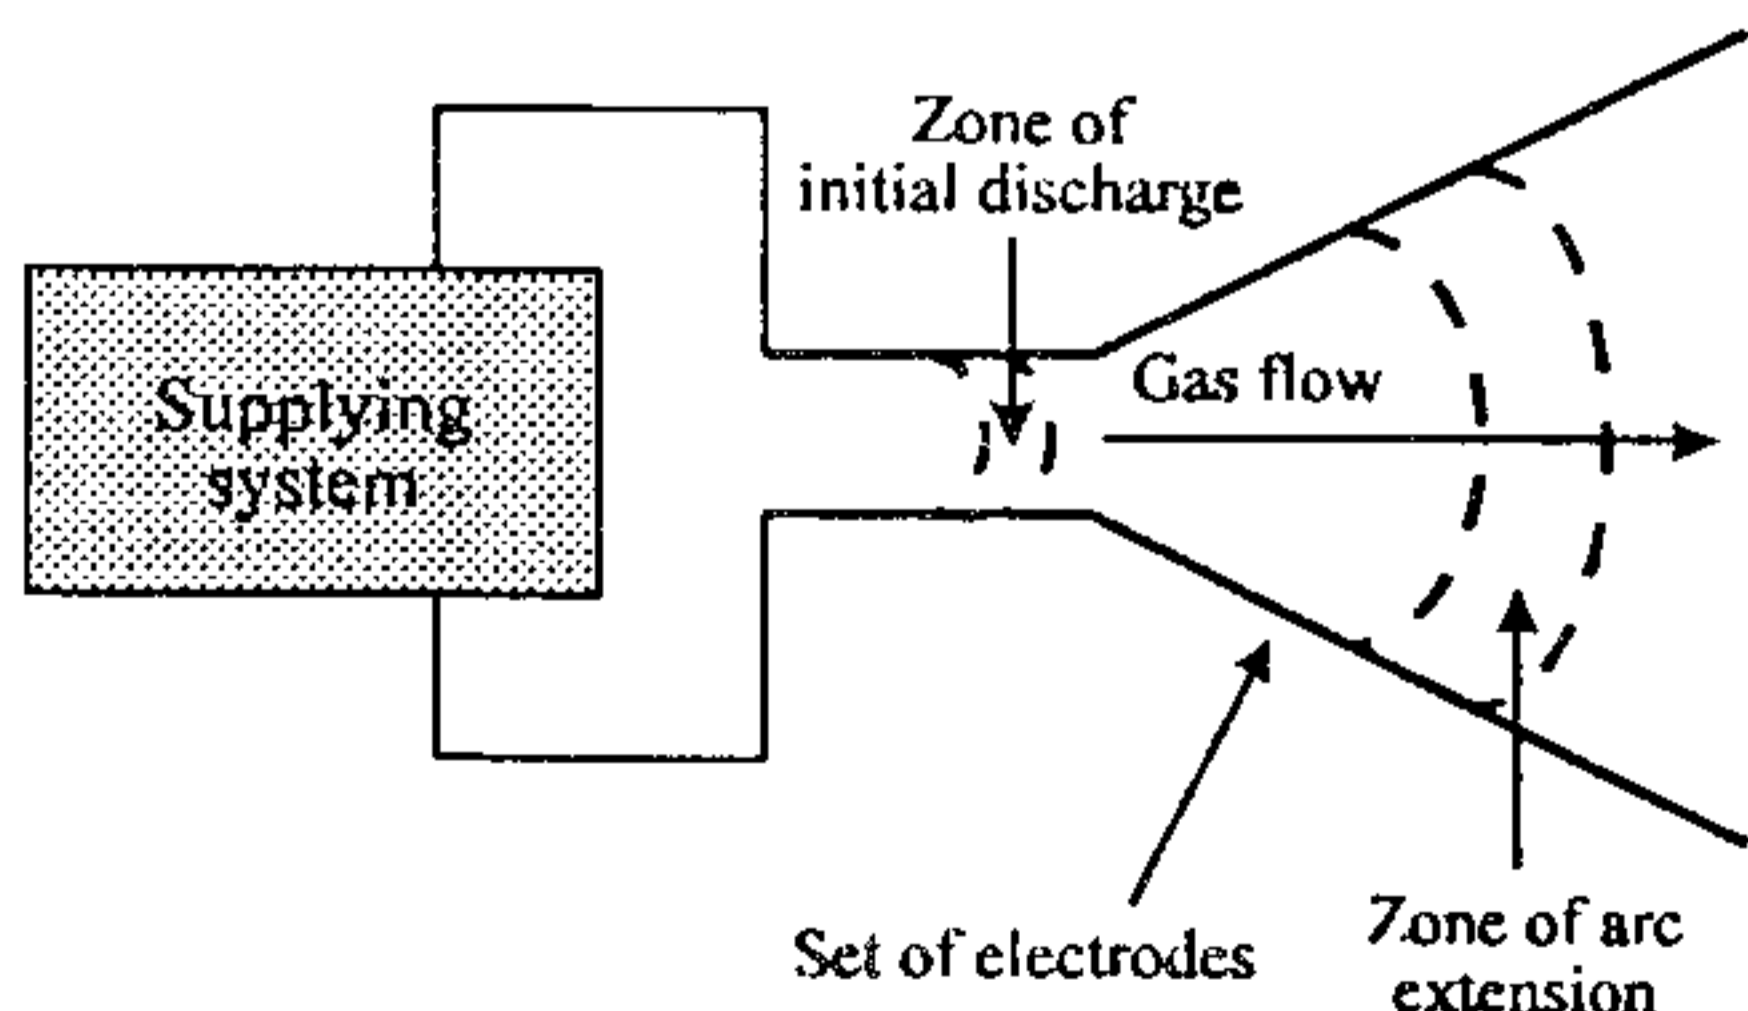 Zone of
initial discharge
Gas flow
Supplying
system
Set of electrodes
Zone of arc
extension